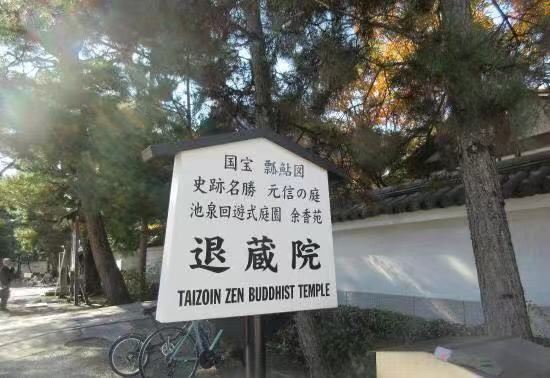 国宝 瓢鮎図
史跡名勝 元信の庭
池泉回遊式庭園 余香苑
退蔵院
TAIZOIN ZEN BUDDHIST TEMPLE